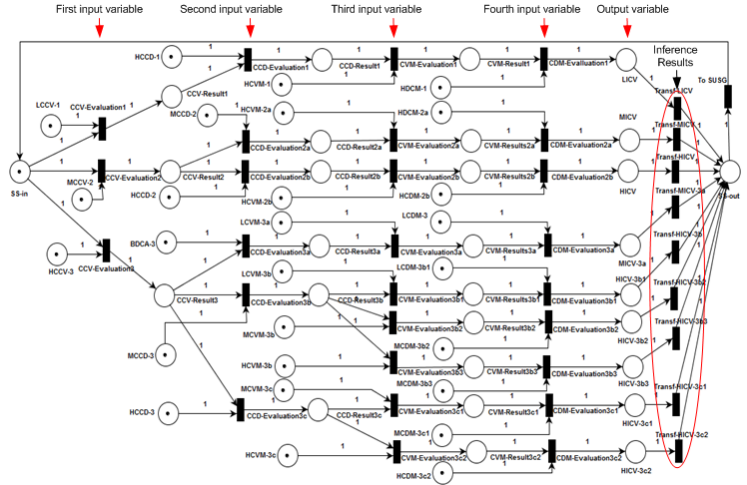 First input variable
Second input variable
Third input variable
Fourth input variable
Output variable
Inference
Results
To SUSG
HCCD-1
CCD-Evaluation1
CCD-Result1
CVM-Evaluation1
CVM-Result1
CDM-Evaluation1
LICV
Transf-LICV
CCV-Result1
HCVM-1
HDCM-1
LCCV-1
CCV-Evaluation1
MCCD-2
HCVM-2a
HDCM-2a
MICV
Transf-MICV
CCD-Evaluation2a
CCD-Result2a
CVM-Evaluation2a
CVM-Results2a
CDM-Evaluation2a
Transf-HICV
SS-in
MCCV-2
CCV-Evaluation2
CCV-Result2
HCCD-2
CCD-Evaluation2b
CCD-Result2b
HCVM-2b
CVM-Evaluation2b
CVM-Results2b
HCDM-2b
CDM-Evaluation2b
HICV
Transf-MICV-3a
SS-out
LCVM-3a
LCDM-3
BDCA-3
CCD-Evaluation3a
CCD-Result3a
CVM-Evaluation3a
CVM-Results3a
CDM-Evaluation3a
MICV-3a
Transf-HICV-3b
HCCV-3
CCV-Evaluation3
LCVM-3b
LCDM-3b1
HICV-3b1
Transf-HICV-3b2
CCV-Result3
CCD-Evaluation3b
CCD-Result3b
CVM-Evaluation3b1
CVM-Results3b1
CDM-Evaluation3b1
MCVM-3b
CVM-Evaluation3b2
CVM-Result3b2
CDM-Evaluation3b2
HICV-3b2
Transf-HICV-3b3
MCCD-3
MCDM-3b2
HCVM-3b
CVM-Evaluation3b3
CVM-Result3b3
CDM-Evaluation3b3
HICV-3b3
MCVM-3c
MCDM-3b3
Transf-HICV-3c1
HCCD-3
CCD-Evaluation3c
CCD-Result3c
CVM-Evaluation3c1
CVM-Result3c1
CDM-Evaluation3c1
HICV-3c1
MCDM-3c1
Transf-HICV-3c2
HCVM-3c
CVM-Evaluation3c2
CVM-Result3c2
CDM-Evaluation3c2
HICV-3c2
HCDM-3c2